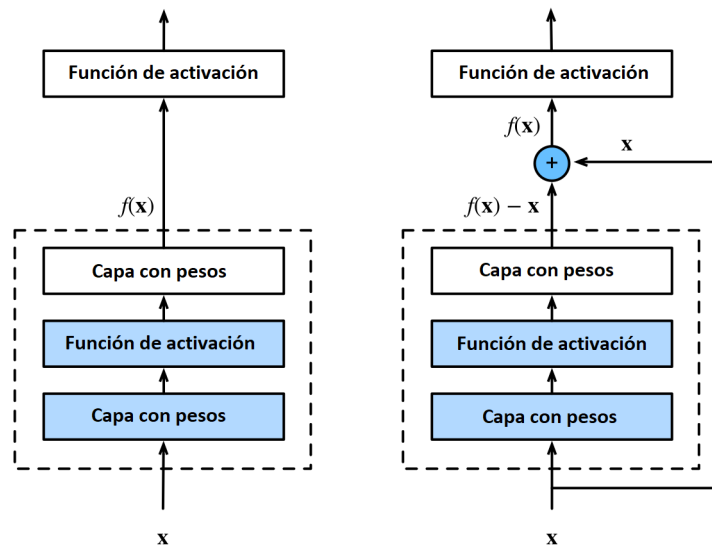 Función de activación
f(x)
Capa con pesos
Función de activación
Capa con pesos
x
Función de activación
f(x)
x
+
f(x) − x
Capa con pesos
Función de activación
Capa con pesos
x